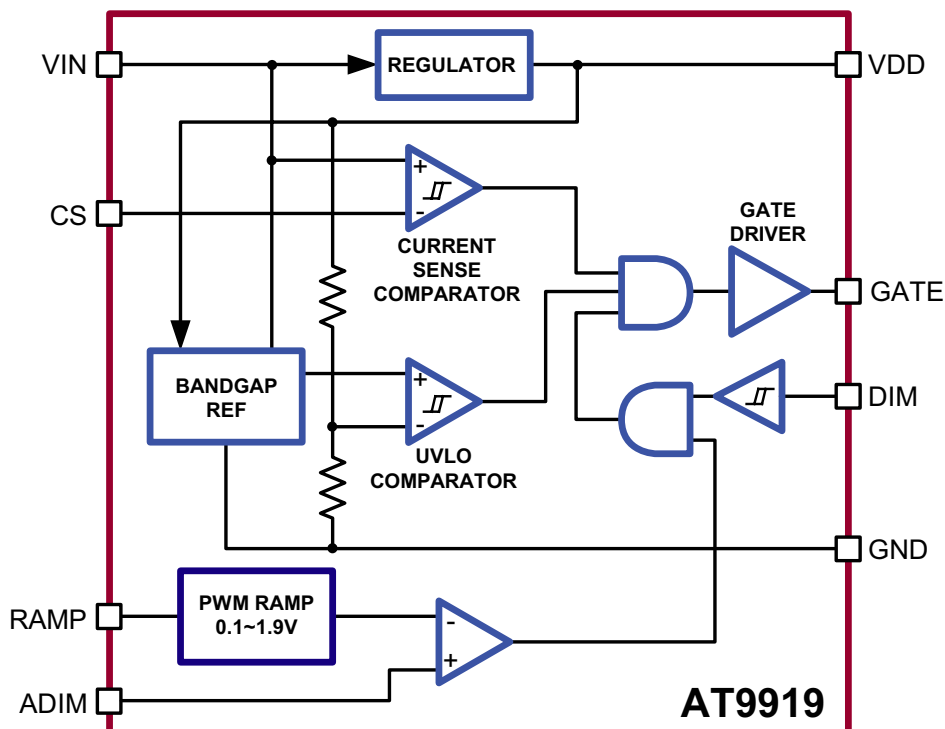 VIN
REGULATOR
VDD
+
-
CS
CURRENT
SENSE
COMPARATOR
GATE
DRIVER
GATE
BANDGAP
REF
+
-
UVLO
COMPARATOR
DIM
GND
RAMP
PWM RAMP
0.1~1.9V
-
+
ADIM
AT9919